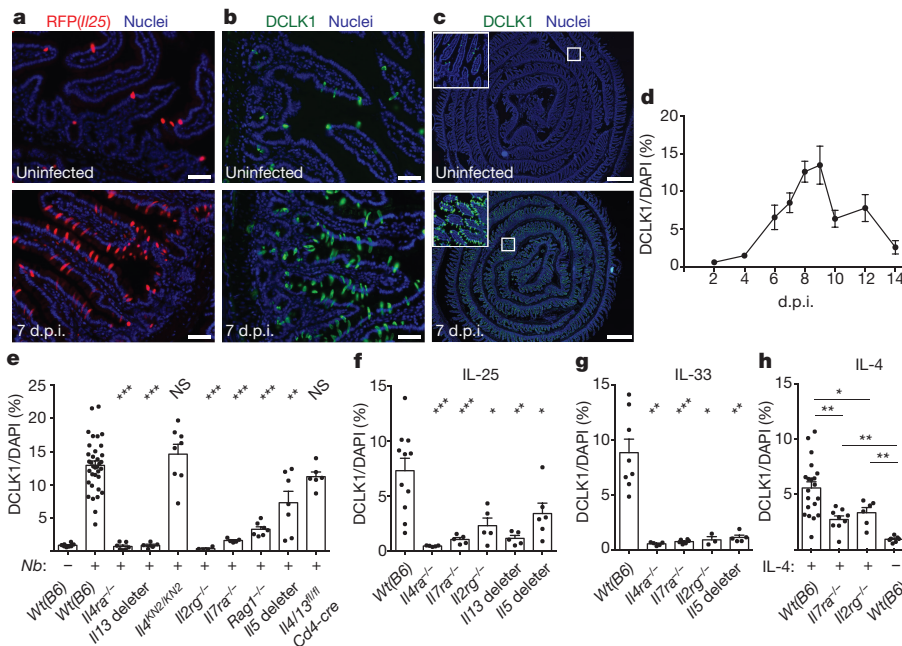 a
RFP(Il25) Nuclei
Uninfected
7 d.p.i.
b
DCLK1 Nuclei
Uninfected
7 d.p.i.
c
DCLK1 Nuclei
Uninfected
7 d.p.i.
d
DCLK1/DAPI (%)
20
15
10
5
0
2 4 6 8 10 12 14
d.p.i.
e
DCLK1/DAPI (%)
25
20
15
10
5
*** *** NS *** *** *** ** NS
Nb: – + + + + + + + + +
Wt(B6)
Wt(B6)
Il4ra–/–
Il13 deleter
Il4KN2/KN2
Il2rg–/–
Il7ra–/–
Rag1–/–
Il5 deleter
Il4/13fl/fl
Cd4-cre
f
IL-25
DCLK1/DAPI (%)
15
10
5
0
*** *** * ** *
Wt(B6)
Il4ra–/–
Il7ra–/–
Il2rg–/–
Il13 deleter
Il5 deleter
g
IL-33
DCLK1/DAPI (%)
15
10
5
0
** *** * **
Wt(B6)
Il4ra–/–
Il7ra–/–
Il2rg–/–
Il5 deleter
h
IL-4
DCLK1/DAPI (%)
15
10
5
0
*
**
**
**
IL-4: + + + –
Wt(B6)
Il7ra–/–
Il2rg–/–
Wt(B6)